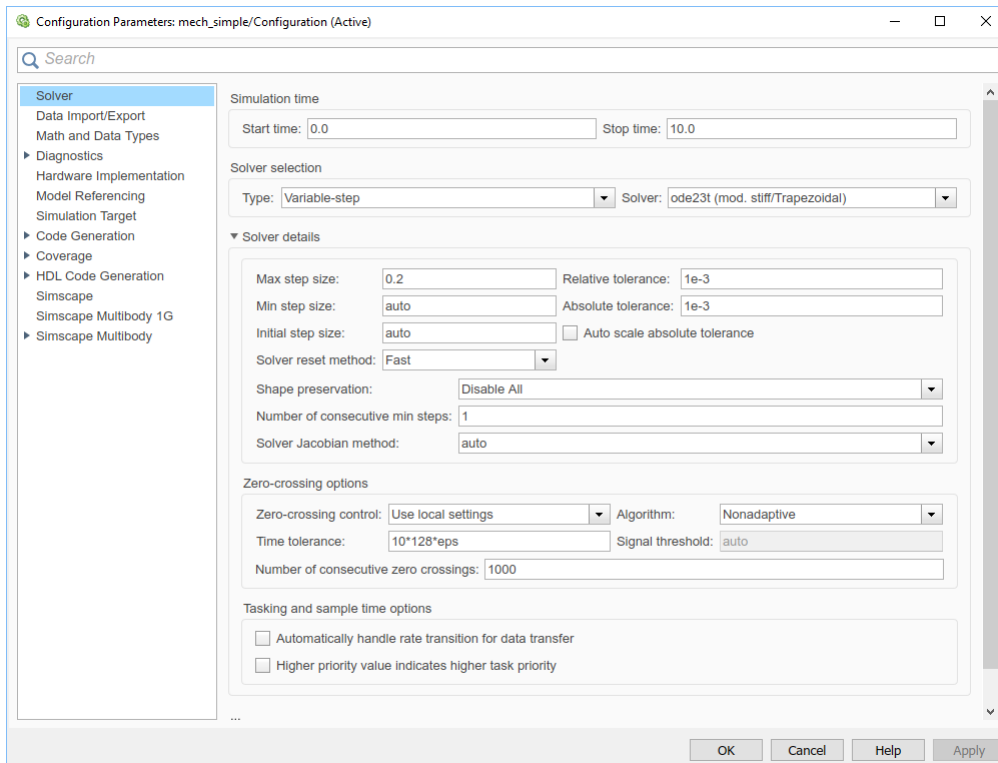 Configuration Parameters: mech_simple/Configuration (Active)
Search
Solver
Data Import/Export
Math and Data Types
Diagnostics
Hardware Implementation
Model Referencing
Simulation Target
Code Generation
Coverage
HDL Code Generation
Simscape
Simscape Multibody 1G
Simscape Multibody
Simulation time
Start time: 0.0 Stop time: 10.0
Solver selection
Type: Variable-step Solver: ode23t (mod. stiff/Trapezoidal)
Solver details
Max step size: 0.2 Relative tolerance: 1e-3
Min step size: auto Absolute tolerance: 1e-3
Initial step size: auto Auto scale absolute tolerance
Solver reset method: Fast
Shape preservation: Disable All
Number of consecutive min steps: 1
Solver Jacobian method: auto
Zero-crossing options
Zero-crossing control: Use local settings Algorithm: Nonadaptive
Time tolerance: 10*128*eps Signal threshold: auto
Number of consecutive zero crossings: 1000
Tasking and sample time options
Automatically handle rate transition for data transfer
Higher priority value indicates higher task priority
...
OK Cancel Help Apply